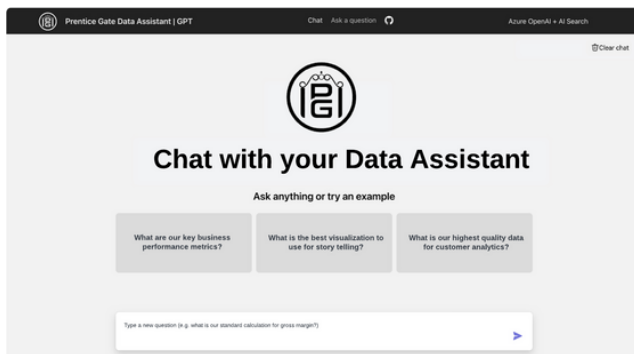 Prentice Gate Data Assistant | GPT
Chat Ask a question
Azure OpenAI + AI Search
Clear chat
PG
Chat with your Data Assistant
Ask anything or try an example
What are our key business
performance metrics?
What is the best visualization to
use for story telling?
What is our highest quality data
for customer analytics?
Type a new question (e.g. what is our standard calculation for gross margin?)